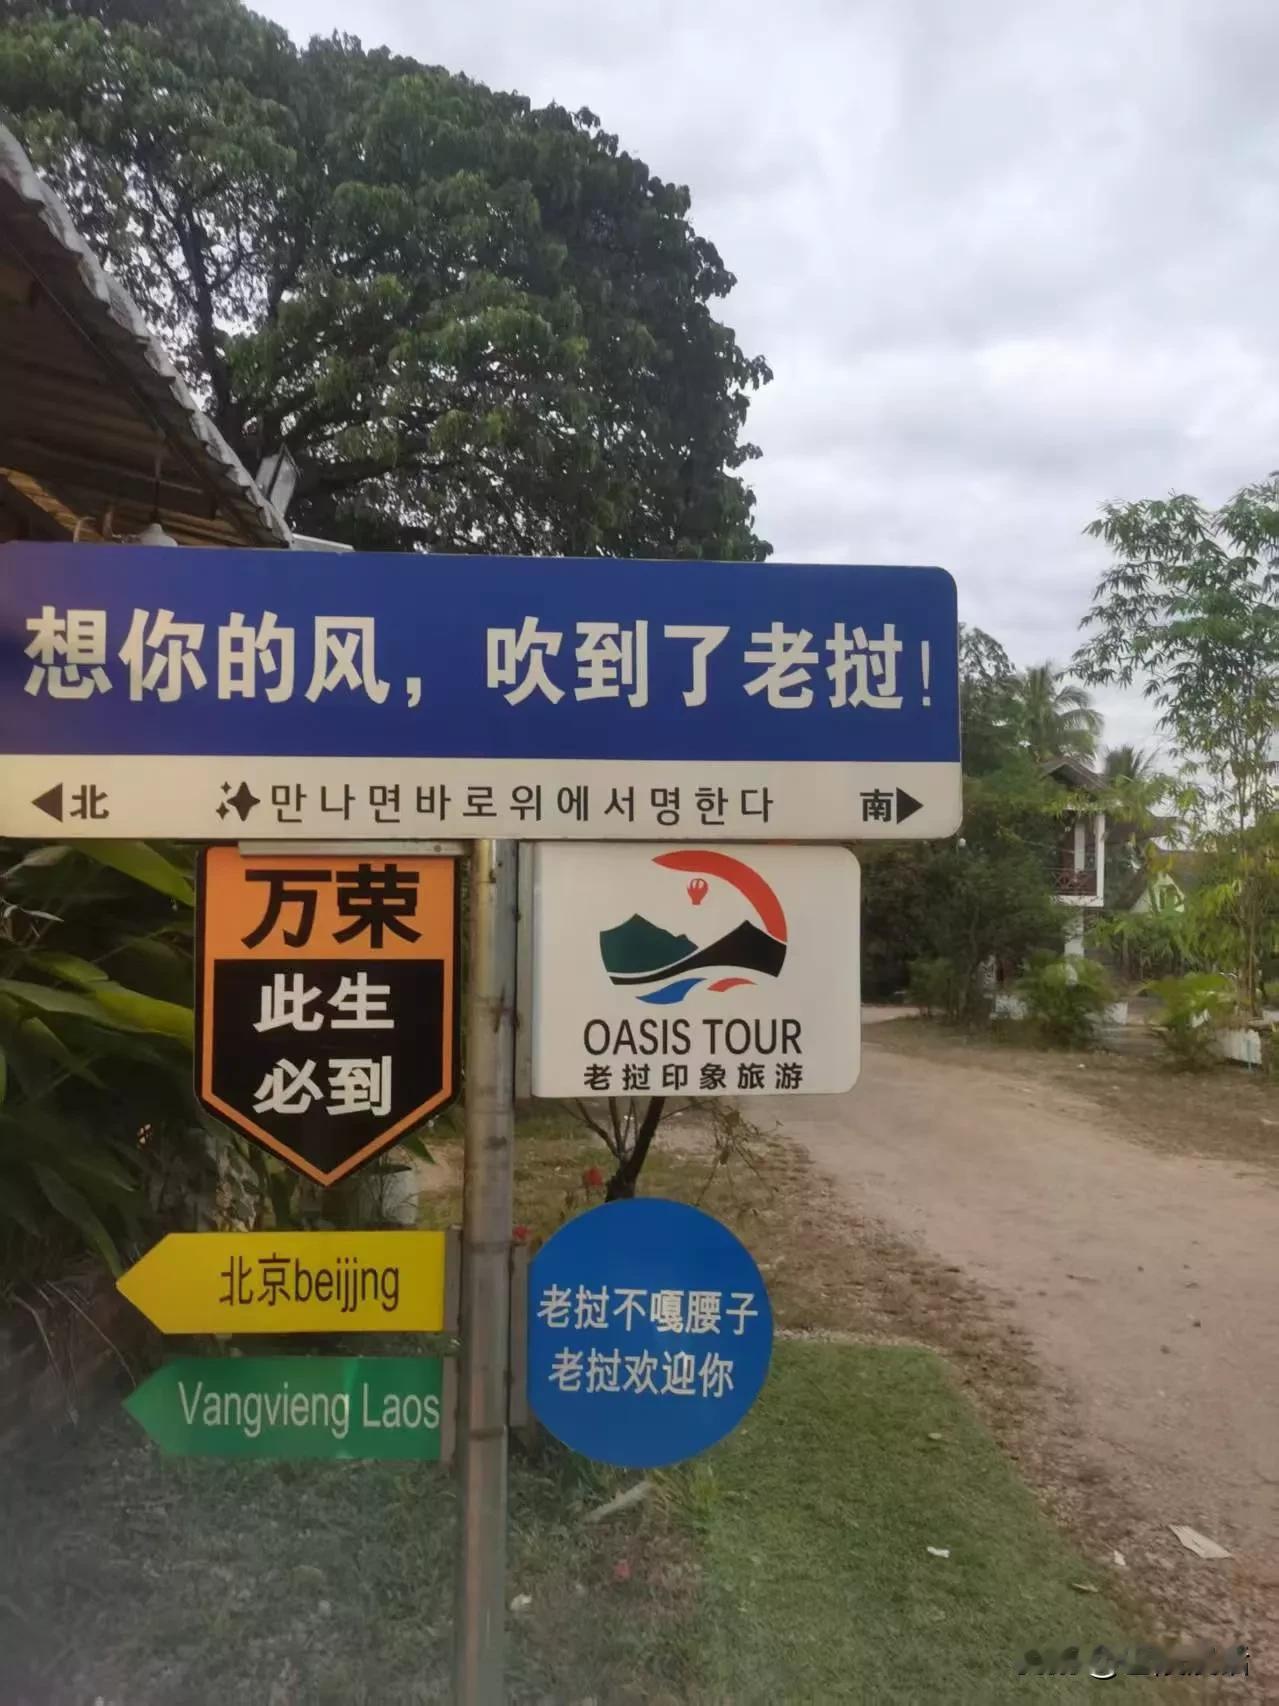 想你的风，吹到了老挝！
北 만나면바로위에서명한다 南
万荣
此生
必到
OASIS TOUR
老挝印象旅游
北京beijjng
Vangvieng Laos
老挝不嘎腰子
老挝欢迎你